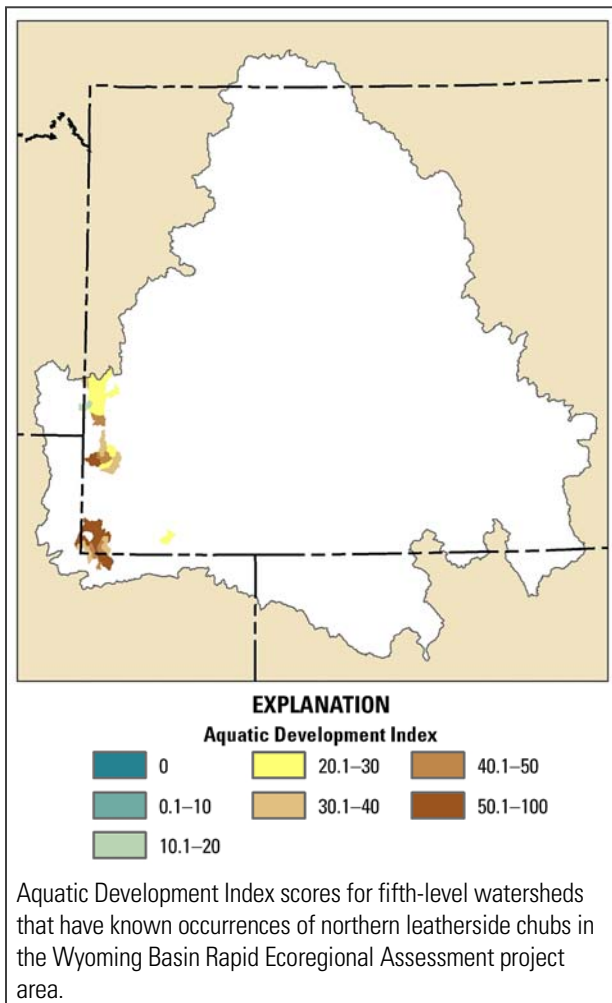 EXPLANATION
Aquatic Development Index
0
20.1–30
40.1–50
0.1–10
30.1–40
50.1–100
10.1–20
Aquatic Development Index scores for fifth-level watersheds
that have known occurrences of northern leatherside chubs in
the Wyoming Basin Rapid Ecoregional Assessment project
area.